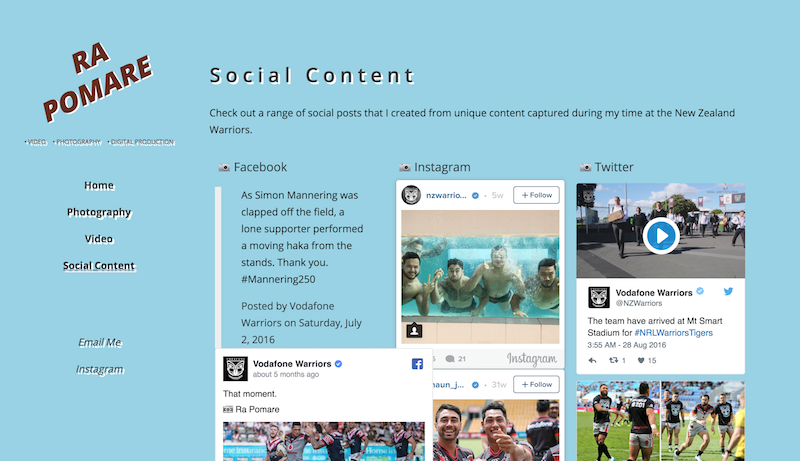 RA
POMARE
• VIDEO • PHOTOGRAPHY • DIGITAL PRODUCTION
Home
Photography
Video
Social Content
Email Me
Instagram
Social Content
Check out a range of social posts that I created from unique content captured during my time at the New Zealand
Warriors.
Facebook
As Simon Mannering was
clapped off the field, a
lone supporter performed
a moving haka from the
stands. Thank you.
#Mannering250
Posted by Vodafone
Warriors on Saturday, July
2, 2016
Vodafone Warriors
about 5 months ago
That moment.
Ra Pomare
Instagram
nzwarrio... • 5w + Follow
21 Instagram
haun_j... • 31w + Follow
Twitter
Vodafone Warriors
@NZWarriors
The team have arrived at Mt Smart
Stadium for #NRLWarriorsTigers
3:55 AM - 28 Aug 2016
1 15